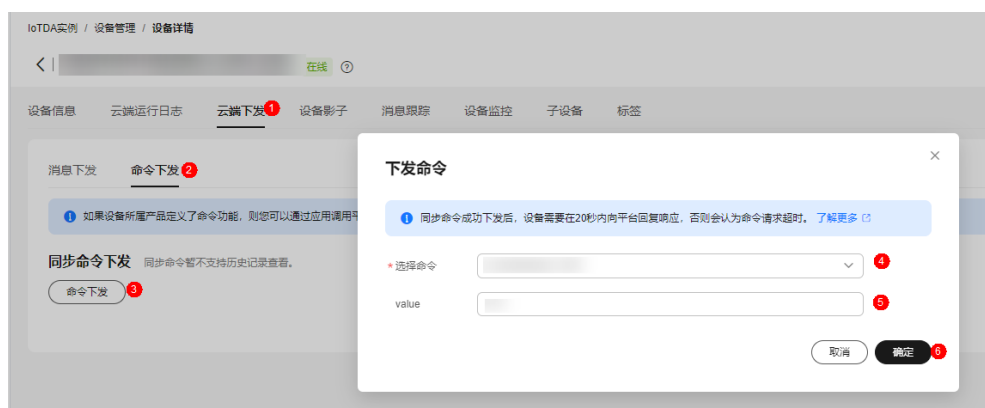 IoTDA实例 / 设备管理 / 设备详情
在线
设备信息 云端运行日志 云端下发 1 设备影子 消息跟踪 设备监控 子设备 标签
消息下发 命令下发 2
如果设备所属产品定义了命令功能，则您可以通过应用调用平
同步命令下发 同步命令暂不支持历史记录查看。
命令下发 3
下发命令
同步命令成功下发后，设备需要在20秒内向平台回复响应，否则会认为命令请求超时。 了解更多
* 选择命令 4
value 5
取消 确定 6